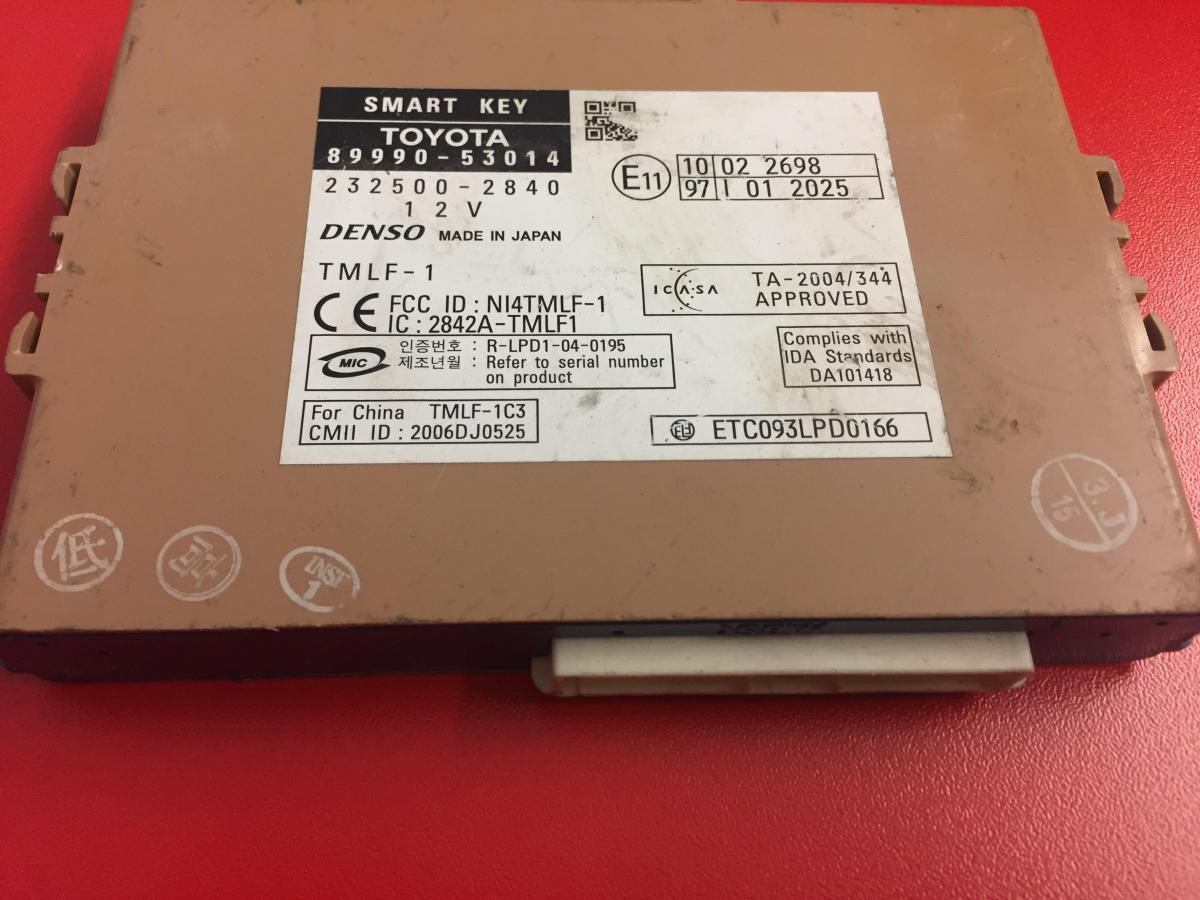 SMART KEY
TOYOTA
89990-53014
232500-2840
12V
DENSO MADE IN JAPAN
TMLF-1
CE FCC ID : NI4TMLF-1
IC : 2842A-TMLF1
MIC 인증번호 : R-LPD1-04-0195
제조년월 : Refer to serial number
on product
For China TMLF-1C3
CMII ID : 2006DJ0525
E11
10 02 2698
97 I 01 2025
ICASA TA-2004/344
APPROVED
Complies with
IDA Standards
DA101418
ETC093LPD0166
低
INSP
1
3.J
15